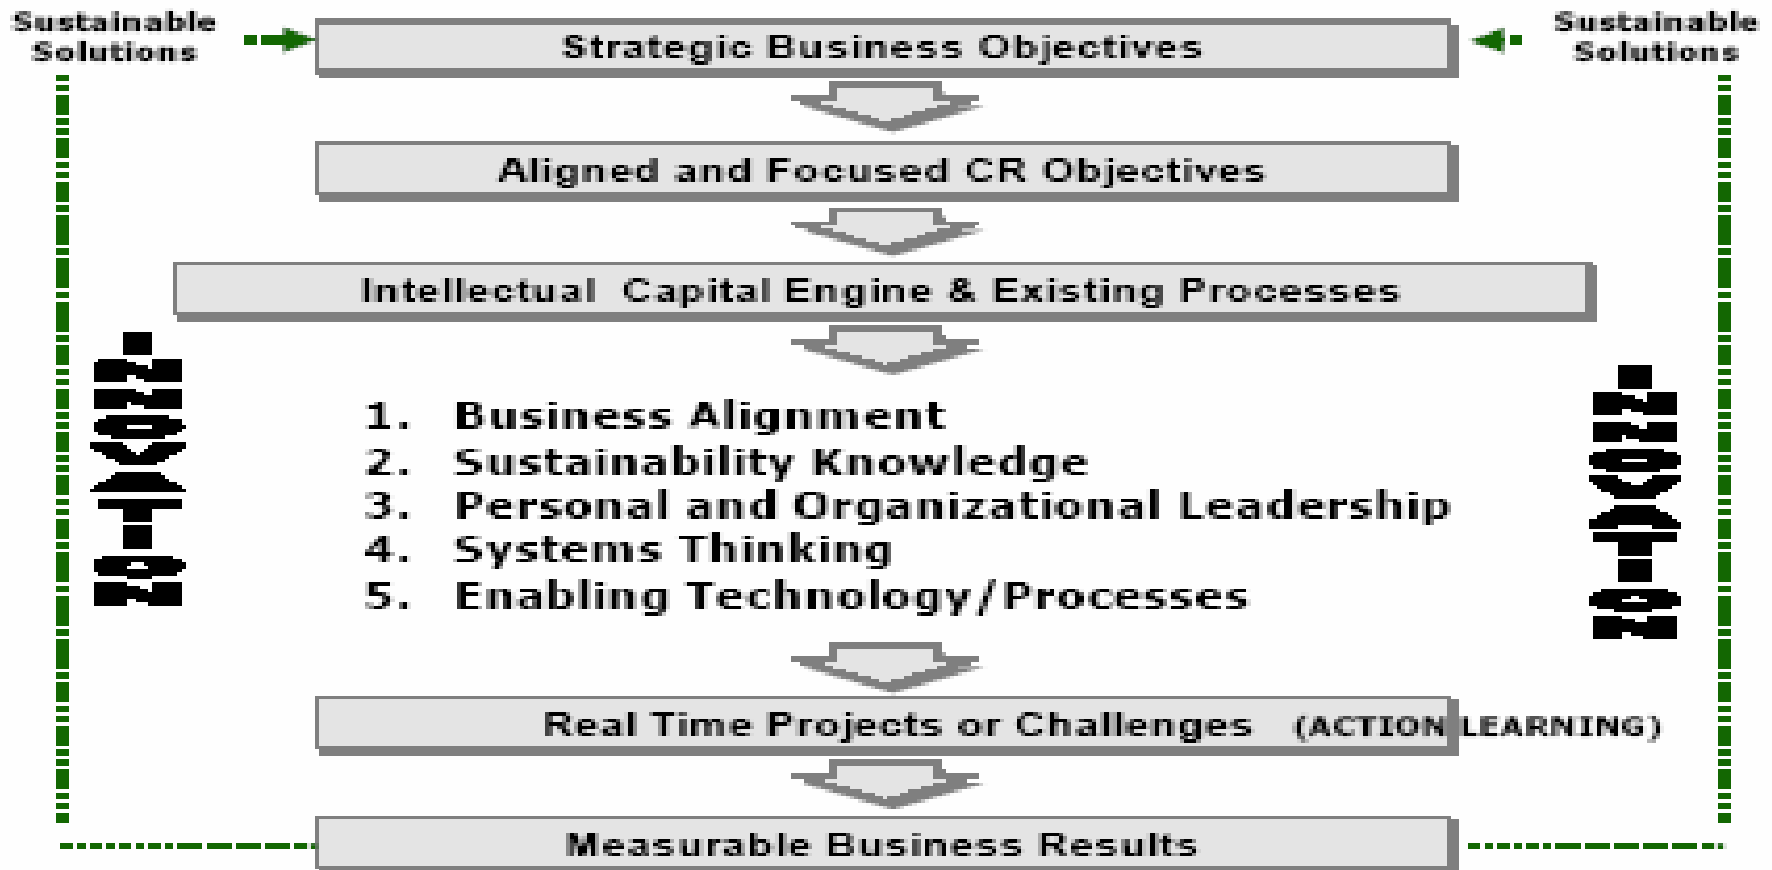 Sustainable
Solutions
Strategic Business Objectives
Sustainable
Solutions
Aligned and Focused CR Objectives
Intellectual Capital Engine & Existing Processes
INNOVATION
1. Business Alignment
2. Sustainability Knowledge
3. Personal and Organizational Leadership
4. Systems Thinking
5. Enabling Technology/Processes
INNOVATION
Real Time Projects or Challenges (ACTION LEARNING)
Measurable Business Results